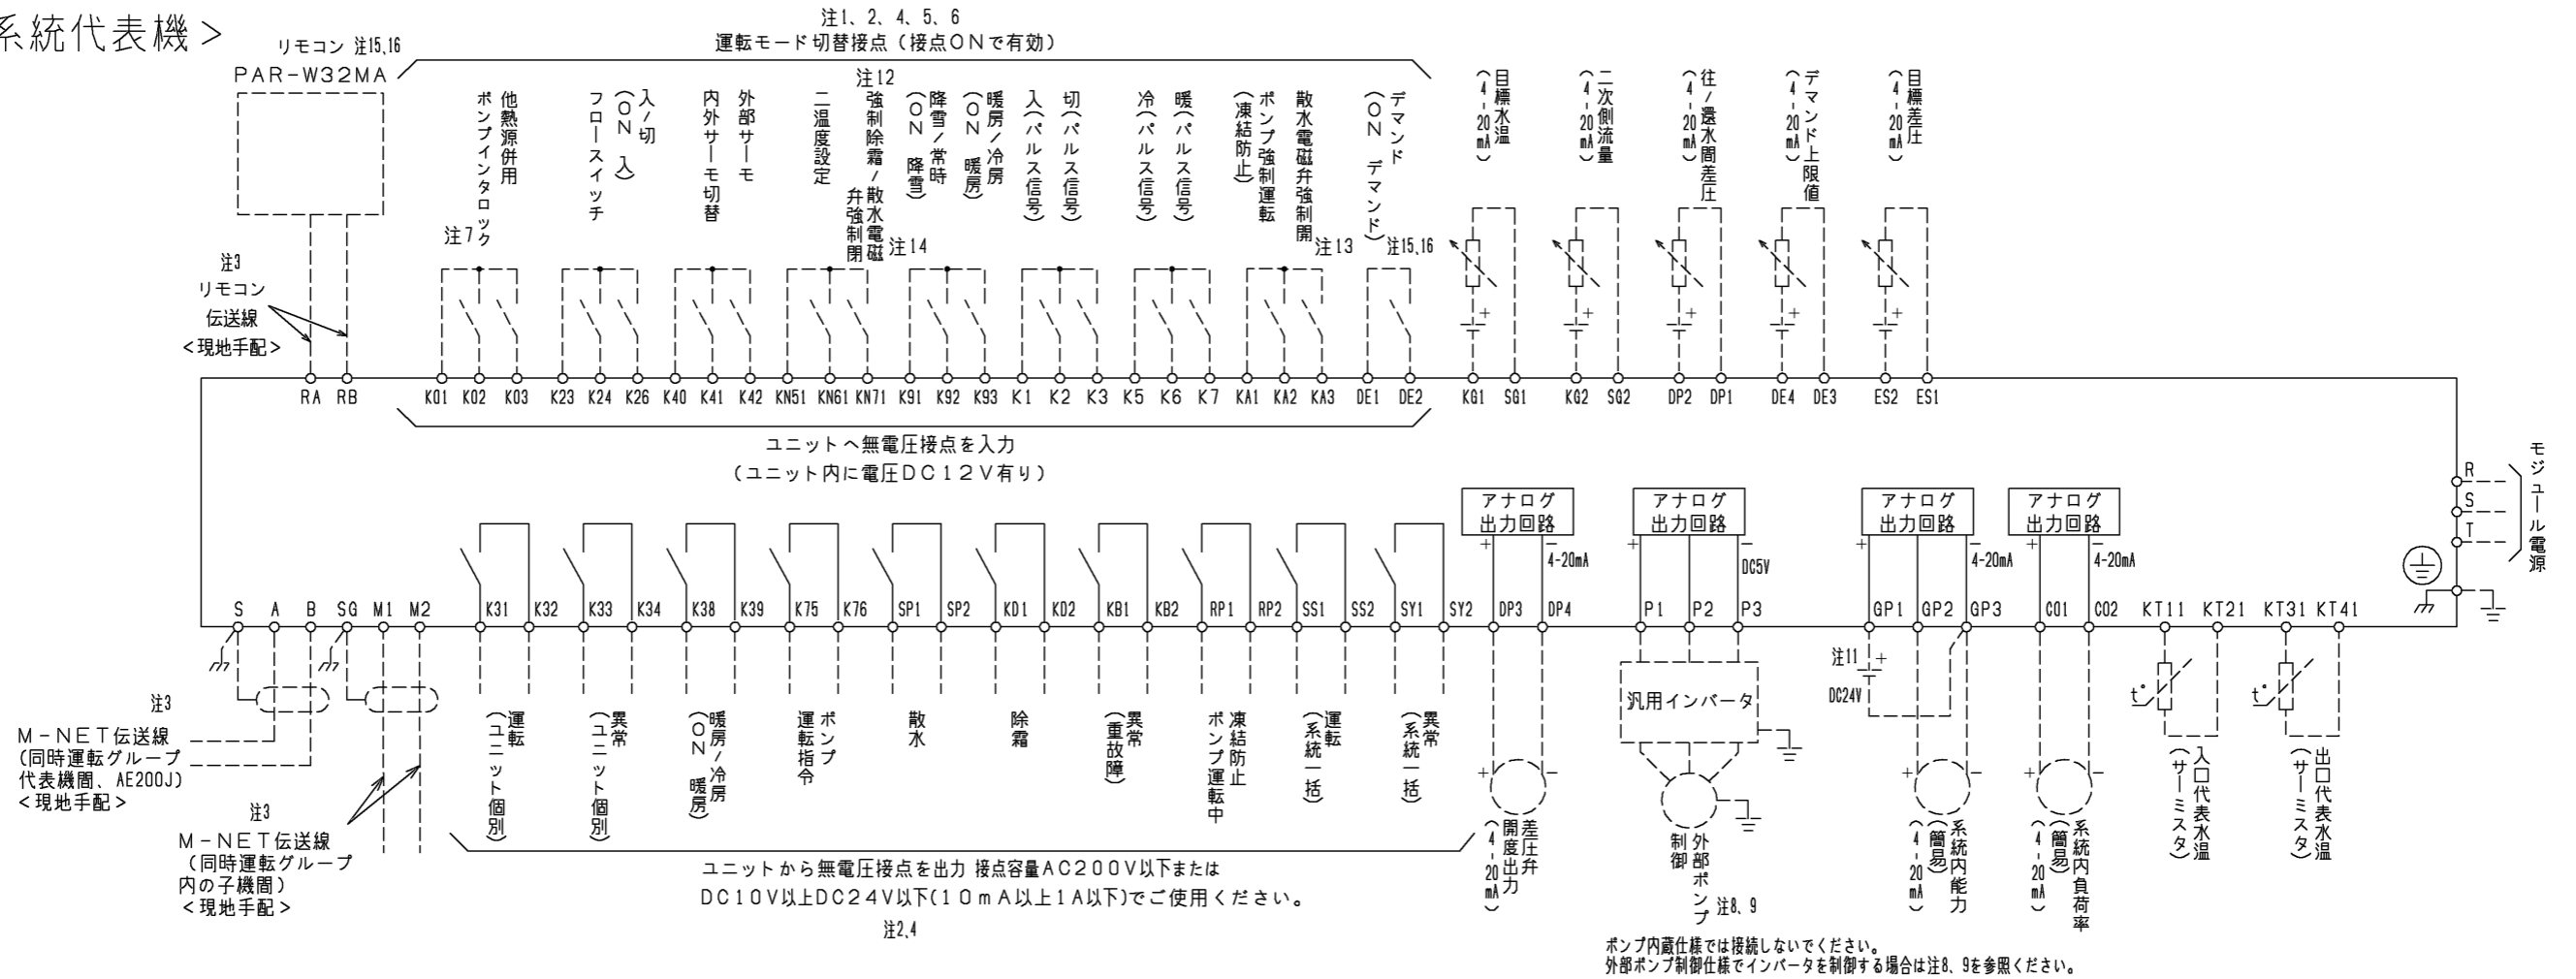 系統代表機>
注1、2、4、5、6
運転モード切替接点(接点ONで有効)
リモコン 注15,16
PAR-W32MA
注3
リモコン
伝送線
<現地手配>
他熱源併用
ポンプインタロック
注7
入/切
(ON 入)
フロースイッチ
外部サーモ
内外サーモ切替
注12
二温度設定
強制除霜/散水電磁
弁強制閉
注14
降雪/常時
(ON 降雪)
暖房/冷房
(ON 暖房)
入(パルス信号)
切(パルス信号)
冷(パルス信号)
暖(パルス信号)
ポンプ強制運転
(凍結防止)
散水電磁弁強制開
注13
デマンド
(ON デマンド)
注15,16
目標水温
(4-20mA)
二次側流量
(4-20mA)
往/還水間差圧
(4-20mA)
デマンド上限値
(4-20mA)
目標差圧
(4-20mA)
+ + + + +
RA RB K01 K02 K03 K23 K24 K26 K40 K41 K42 KN51 KN61 KN71 K91 K92 K93 K1 K2 K3 K5 K6 K7 KA1 KA2 KA3 DE1 DE2 KG1 SG1 KG2 SG2 DP2 DP1 DE4 DE3 ES2 ES1
ユニットへ無電圧接点を入力
(ユニット内に電圧DC12V有り)
R
S
T
モジュール電源
アナログ
出力回路
+ −
4-20mA
アナログ
出力回路
+ −
DC5V
アナログ
出力回路
+ −
4-20mA
アナログ
出力回路
+ −
4-20mA
S A B SG M1 M2 K31 K32 K33 K34 K38 K39 K75 K76 SP1 SP2 KD1 KD2 KB1 KB2 RP1 RP2 SS1 SS2 SY1 SY2 DP3 DP4 P1 P2 P3 GP1 GP2 GP3 CO1 CO2 KT11 KT21 KT31 KT41
注3
M-NET伝送線
(同時運転グループ
代表機間、AE200J)
<現地手配>
注3
M-NET伝送線
(同時運転グループ
内の子機間)
<現地手配>
運転
(ユニット個別)
異常
(ユニット個別)
暖房/冷房
(ON 暖房)
ポンプ
運転指令
散水
除霜
異常
(重故障)
凍結防止
ポンプ運転中
運転
(系統一括)
異常
(系統一括)
+ −
差圧弁
開度出力
(4-20mA)
汎用インバータ
外部ポンプ
制御
注8、9
注11 +
DC24V
+ −
系統内能力
(簡易)
(4-20mA)
+ −
系統内負荷率
(簡易)
(4-20mA)
t°
入口代表水温
(サーミスタ)
t°
出口代表水温
(サーミスタ)
ユニットから無電圧接点を出力 接点容量AC200V以下または
DC10V以上DC24V以下(10mA以上1A以下)でご使用ください。
注2,4
ポンプ内蔵仕様では接続しないでください。
外部ポンプ制御仕様でインバータを制御する場合は注8、9を参照ください。